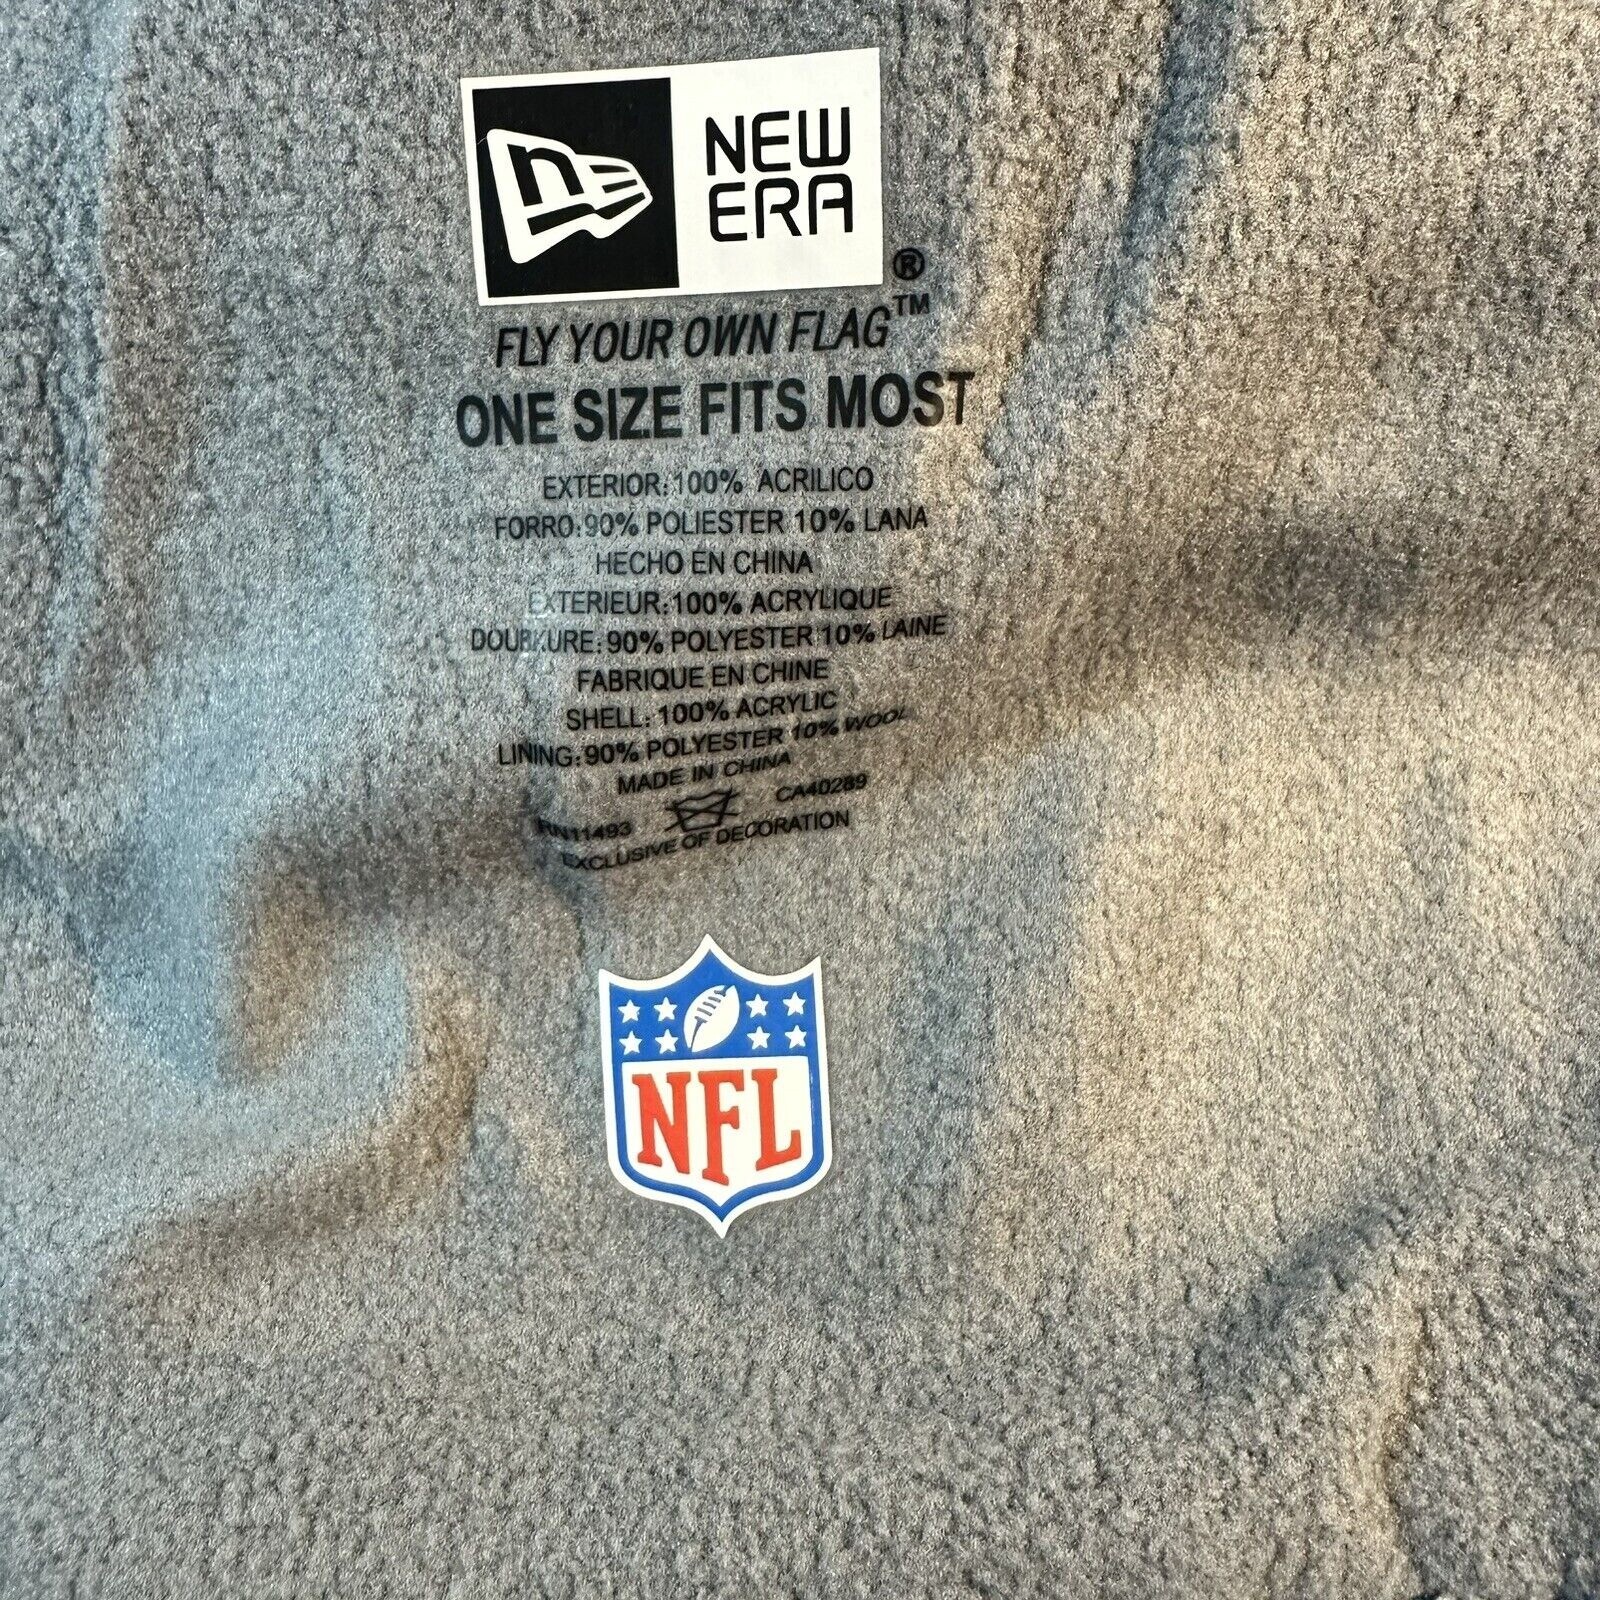 NEW
ERA
®
FLY YOUR OWN FLAG™
ONE SIZE FITS MOST
EXTERIOR:100% ACRILICO
FORRO:90% POLIESTER 10% LANA
HECHO EN CHINA
EXTERIEUR:100% ACRYLIQUE
DOUBLURE:90% POLYESTER 10% LAINE
FABRIQUE EN CHINE
SHELL:100% ACRYLIC
LINING:90% POLYESTER 10% WOOL
MADE IN CHINA
RN11493 CA40289
EXCLUSIVE OF DECORATION
NFL